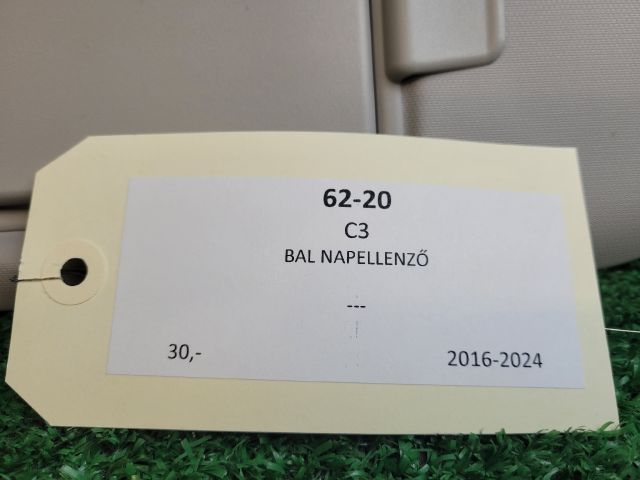 62-20
C3
BAL NAPELLENZŐ
---
30,-
2016-2024